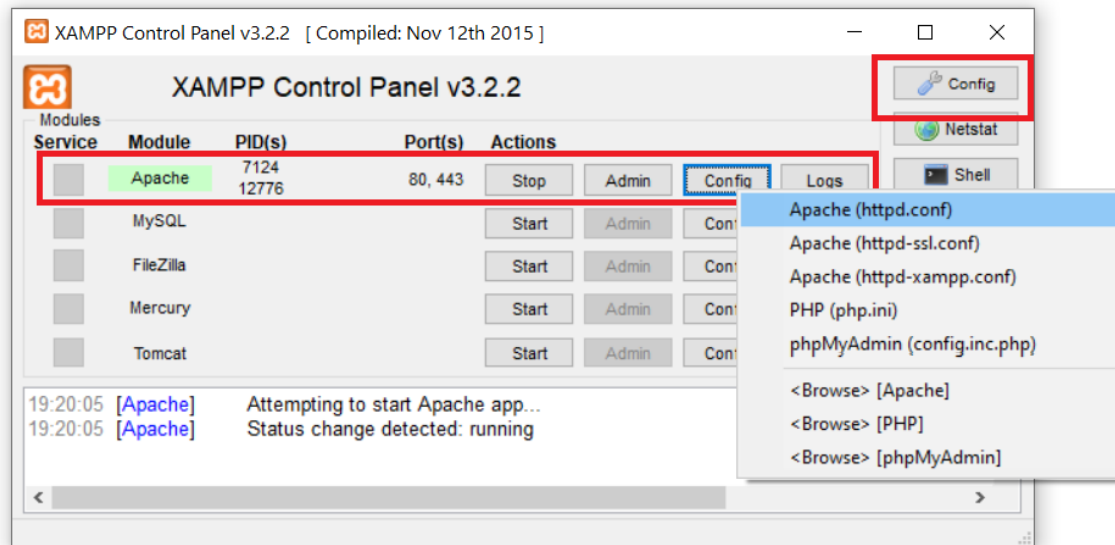 XAMPP Control Panel v3.2.2 [ Compiled: Nov 12th 2015 ]
XAMPP Control Panel v3.2.2
Config
Modules
Service Module PID(s) Port(s) Actions
Netstat
Apache 7124 80, 443 Stop Admin Config Logs
12776
Shell
MySQL Start Admin Con
FileZilla Start Admin Con
Mercury Start Admin Con
Tomcat Start Admin Con
Apache (httpd.conf)
Apache (httpd-ssl.conf)
Apache (httpd-xampp.conf)
PHP (php.ini)
phpMyAdmin (config.inc.php)
<Browse> [Apache]
<Browse> [PHP]
<Browse> [phpMyAdmin]
19:20:05 [Apache] Attempting to start Apache app...
19:20:05 [Apache] Status change detected: running